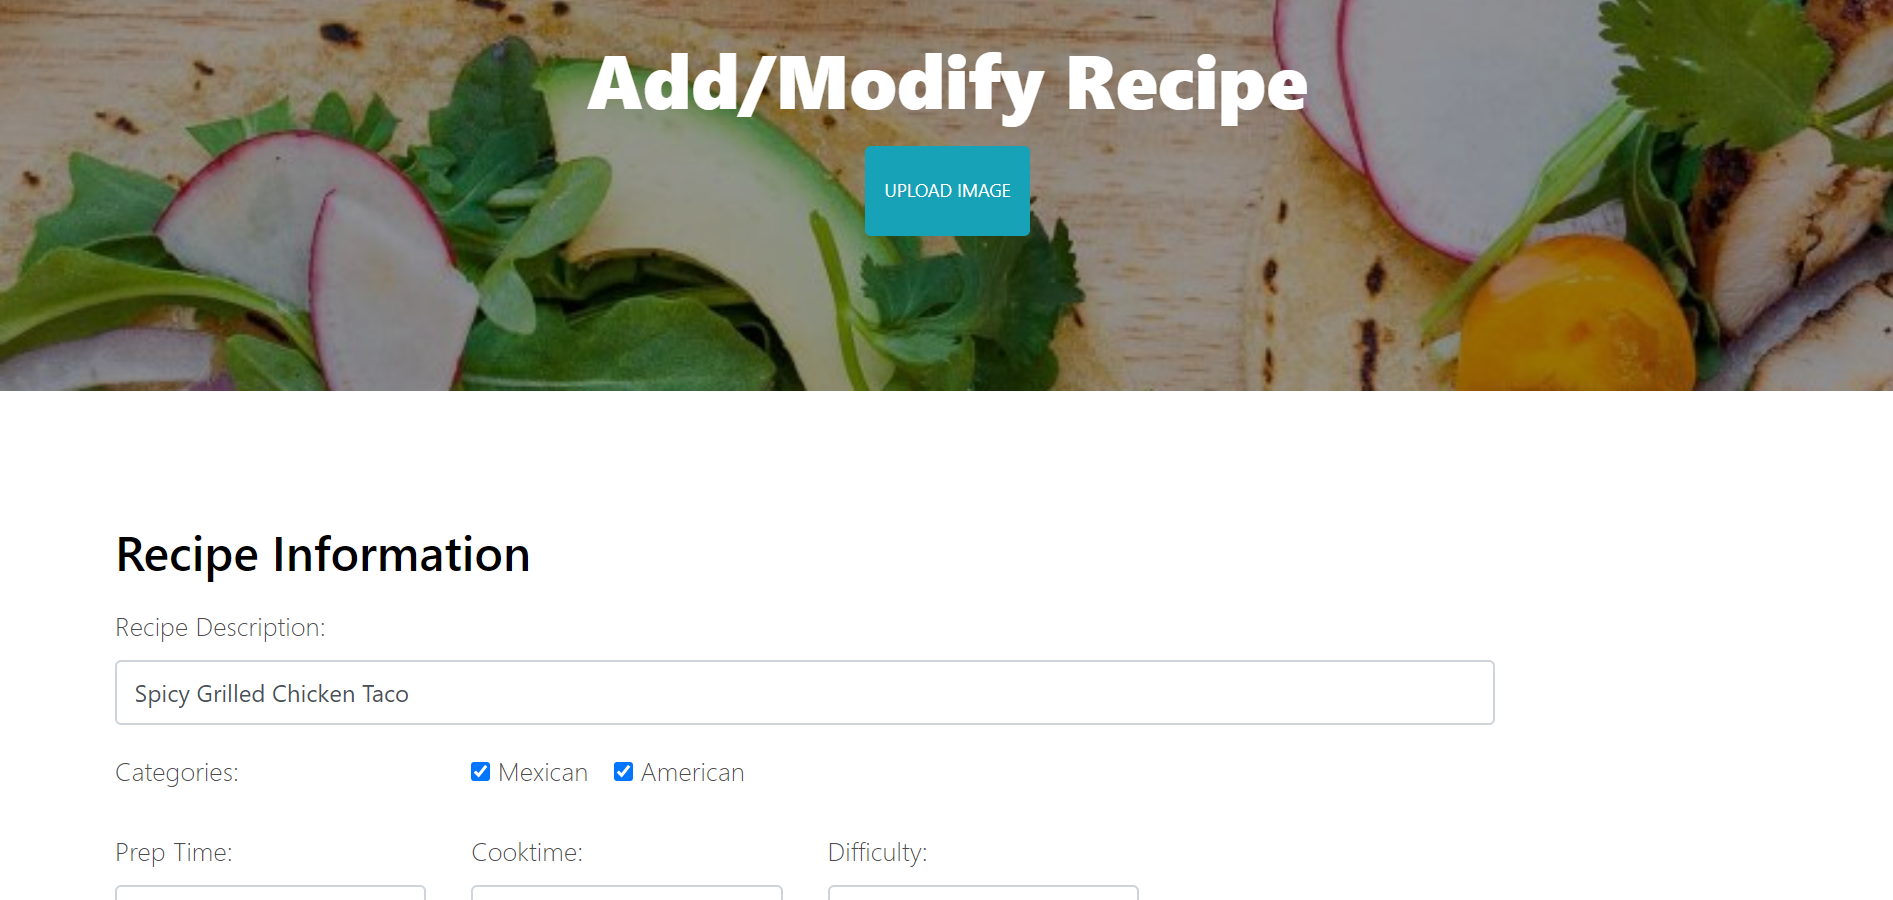 Add/Modify Recipe
UPLOAD IMAGE
Recipe Information
Recipe Description:
Spicy Grilled Chicken Taco
Categories: Mexican American
Prep Time: Cooktime: Difficulty: